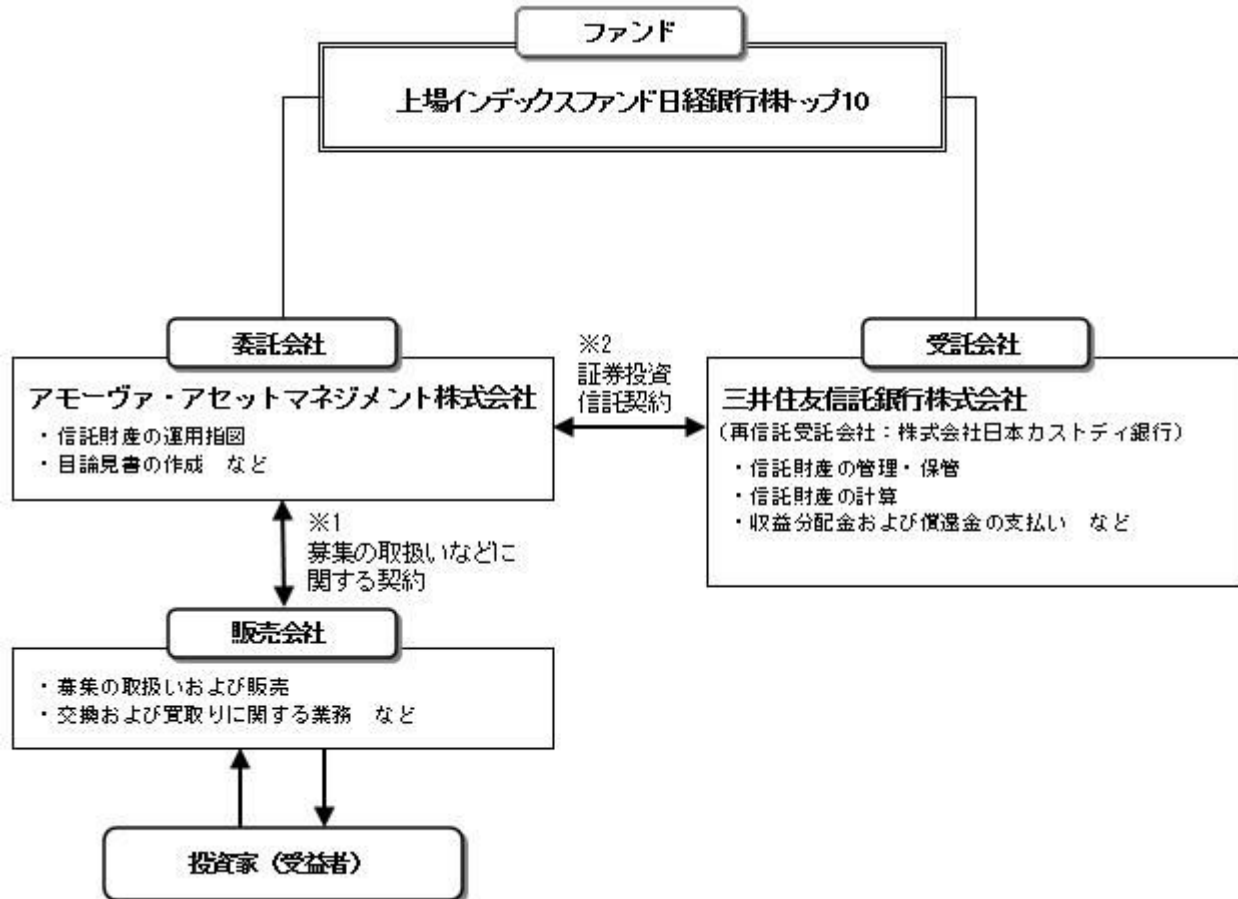 ファンド
上場インデックスファンド日経銀行株トップ10
委託会社
アモーヴァ・アセットマネジメント株式会社
・信託財産の運用指図
・目論見書の作成　など
※2
証券投資
信託契約
受託会社
三井住友信託銀行株式会社
（再信託受託会社：株式会社日本カストディ銀行）
・信託財産の管理・保管
・信託財産の計算
・収益分配金および償還金の支払い　など
※1
募集の取扱いなどに
関する契約
販売会社
・募集の取扱いおよび販売
・交換および買取りに関する業務　など
投資家（受益者）